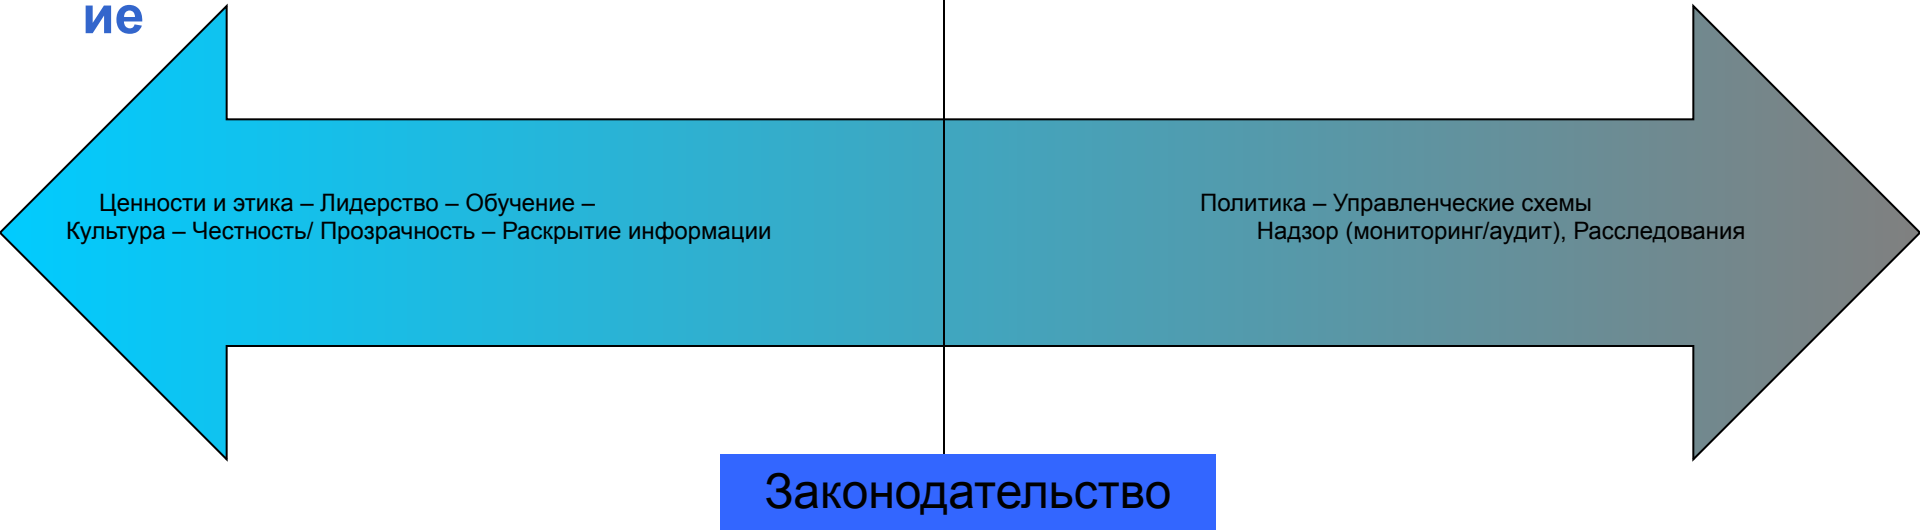 ие
Ценности и этика – Лидерство – Обучение –
Культура – Честность/ Прозрачность – Раскрытие информации
Политика – Управленческие схемы
Надзор (мониторинг/аудит), Расследования
Законодательство